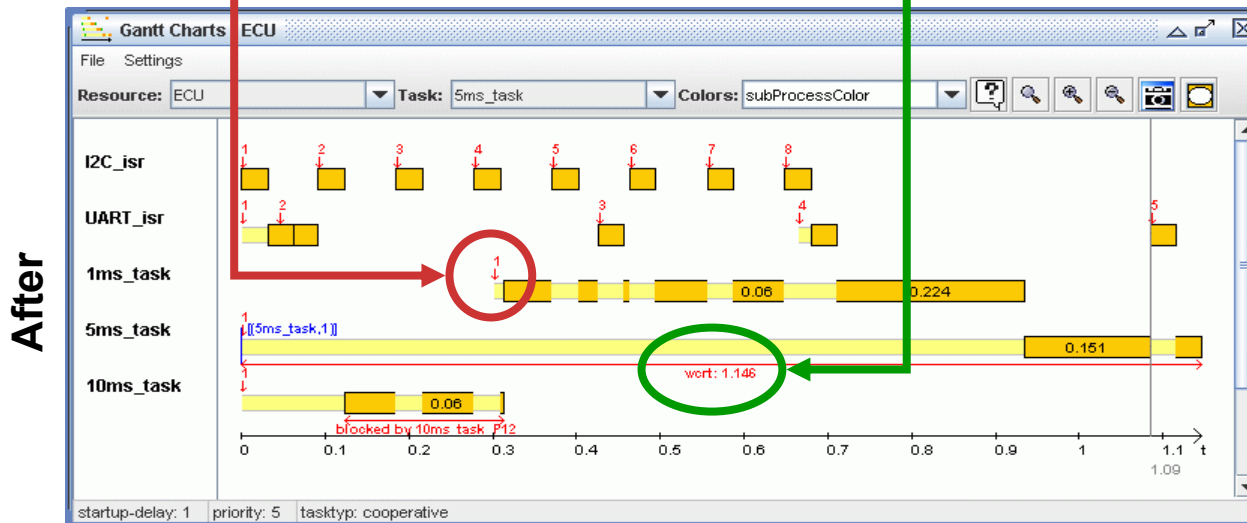 Gantt Charts ECU
File Settings
Resource: ECU Task: 5ms_task Colors: subProcessColor
I2C_isr
1 2 3 4 5 6 7 8
UART_isr
1 2 3 4 5
After
1ms_task
1
0.06 0.224
5ms_task
1
[(5ms_task,1)]
0.151
wcrt: 1.146
10ms_task
1
0.06
blocked by 10ms_task_P12
0 0.1 0.2 0.3 0.4 0.5 0.6 0.7 0.8 0.9 1 1.1 t
1.09
startup-delay: 1 priority: 5 tasktyp: cooperative